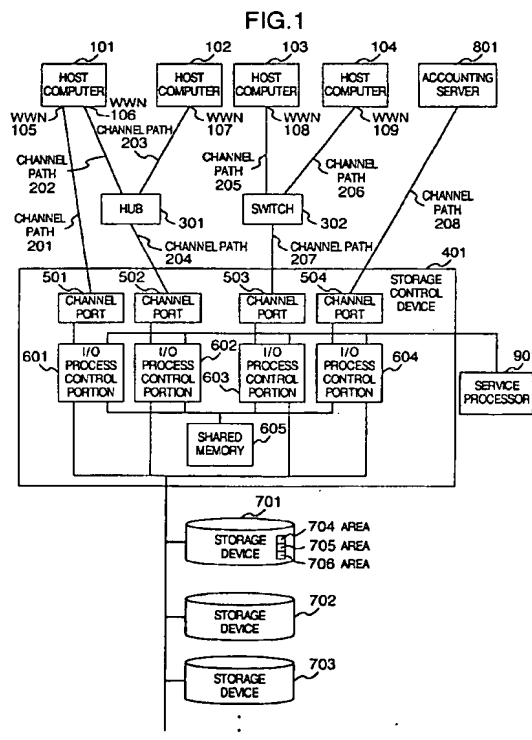 FIG.1
101
102
103
104
801
HOST
COMPUTER
HOST
COMPUTER
HOST
COMPUTER
HOST
COMPUTER
ACCOUNTING
SERVER
WWN
105
WWN
106
WWN
107
WWN
108
WWN
109
CHANNEL
PATH
202
CHANNEL PATH
203
CHANNEL
PATH
205
CHANNEL
PATH
206
CHANNEL
PATH
208
CHANNEL
PATH
201
HUB
301
SWITCH
302
CHANNEL PATH
204
CHANNEL PATH
207
401
501
502
503
504
STORAGE
CONTROL
DEVICE
CHANNEL
PORT
CHANNEL
PORT
CHANNEL
PORT
CHANNEL
PORT
601
I/O
PROCESS
CONTROL
PORTION
I/O
PROCESS
CONTROL
PORTION
602
603
I/O
PROCESS
CONTROL
PORTION
I/O
PROCESS
CONTROL
PORTION
604
90
SERVICE
PROCESSOR
SHARED
MEMORY
605
701
STORAGE
DEVICE
704 AREA
705 AREA
706 AREA
702
STORAGE
DEVICE
703
STORAGE
DEVICE